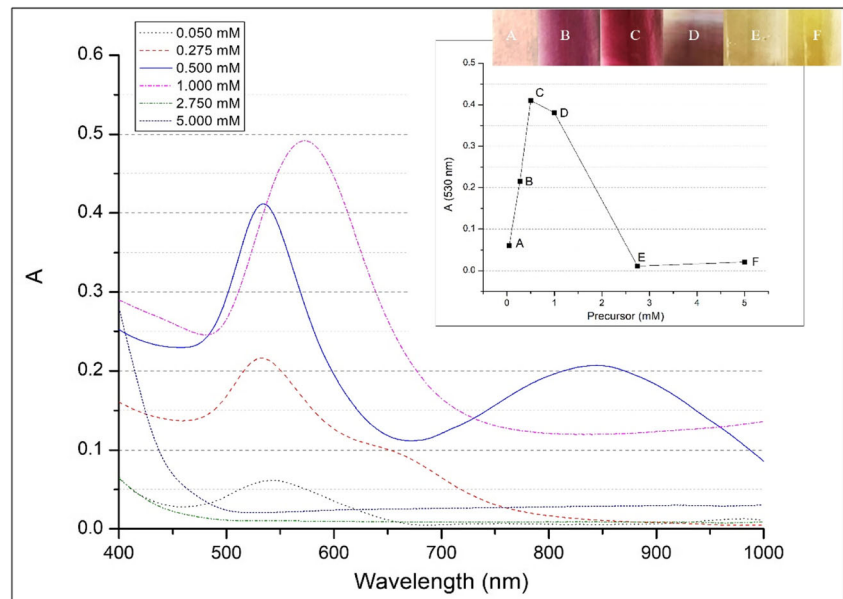 A B C D E F
0.050 mM
0.275 mM
0.500 mM
1.000 mM
2.750 mM
5.000 mM
0.6
0.5
0.4
0.3
0.2
0.1
0.0
A
400 500 600 700 800 900 1000
Wavelength (nm)
0.5
0.4
0.3
0.2
0.1
0.0
A (530 nm)
C
D
B
A
E
F
0 1 2 3 4 5
Precursor (mM)